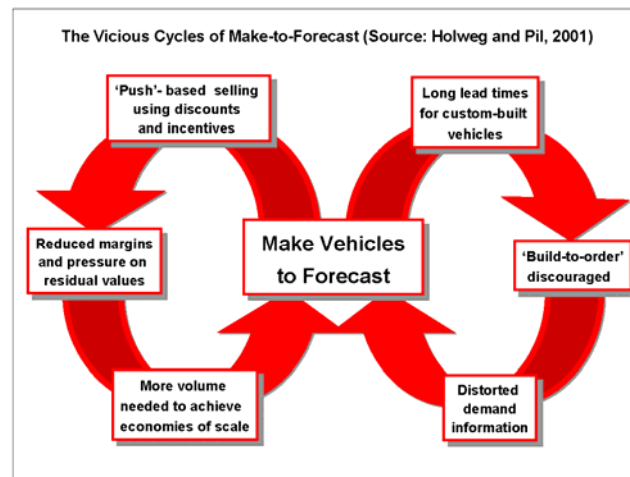 The Vicious Cycles of Make-to-Forecast (Source: Holweg and Pil, 2001)
'Push'- based selling
using discounts
and incentives
Long lead times
for custom-built
vehicles
Reduced margins
and pressure on
residual values
Make Vehicles
to Forecast
'Build-to-order'
discouraged
More volume
needed to achieve
economies of scale
Distorted
demand
information